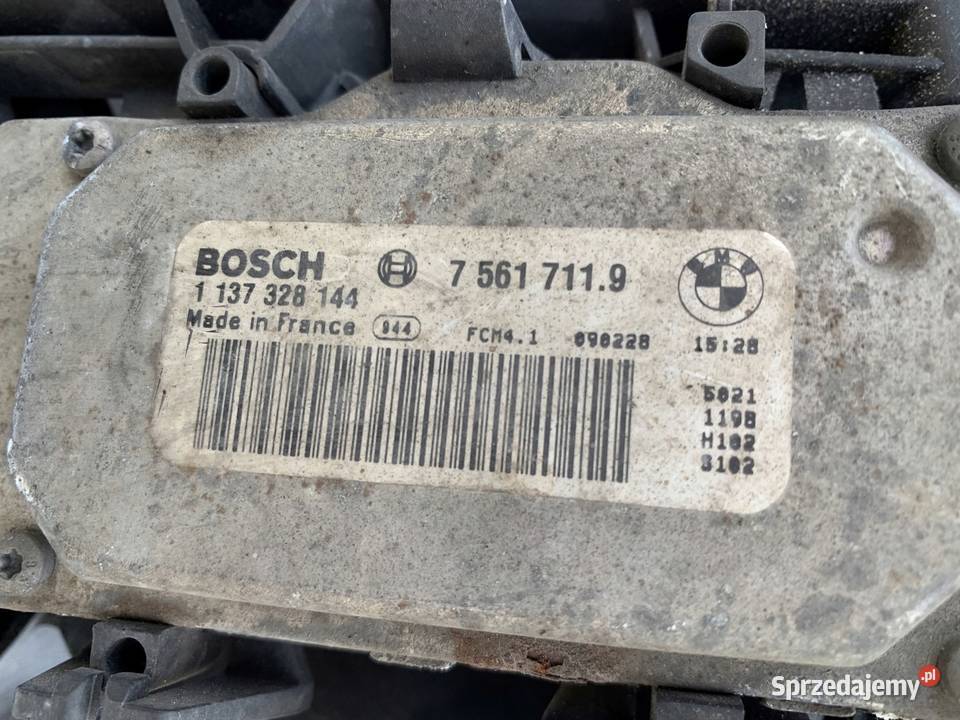 BOSCH 7 561 711.9 BMW
1 137 328 144
Made in France 944 FCM4.1 090228 15:28
5021
1198
H102
S102
Sprzedajemy.pl